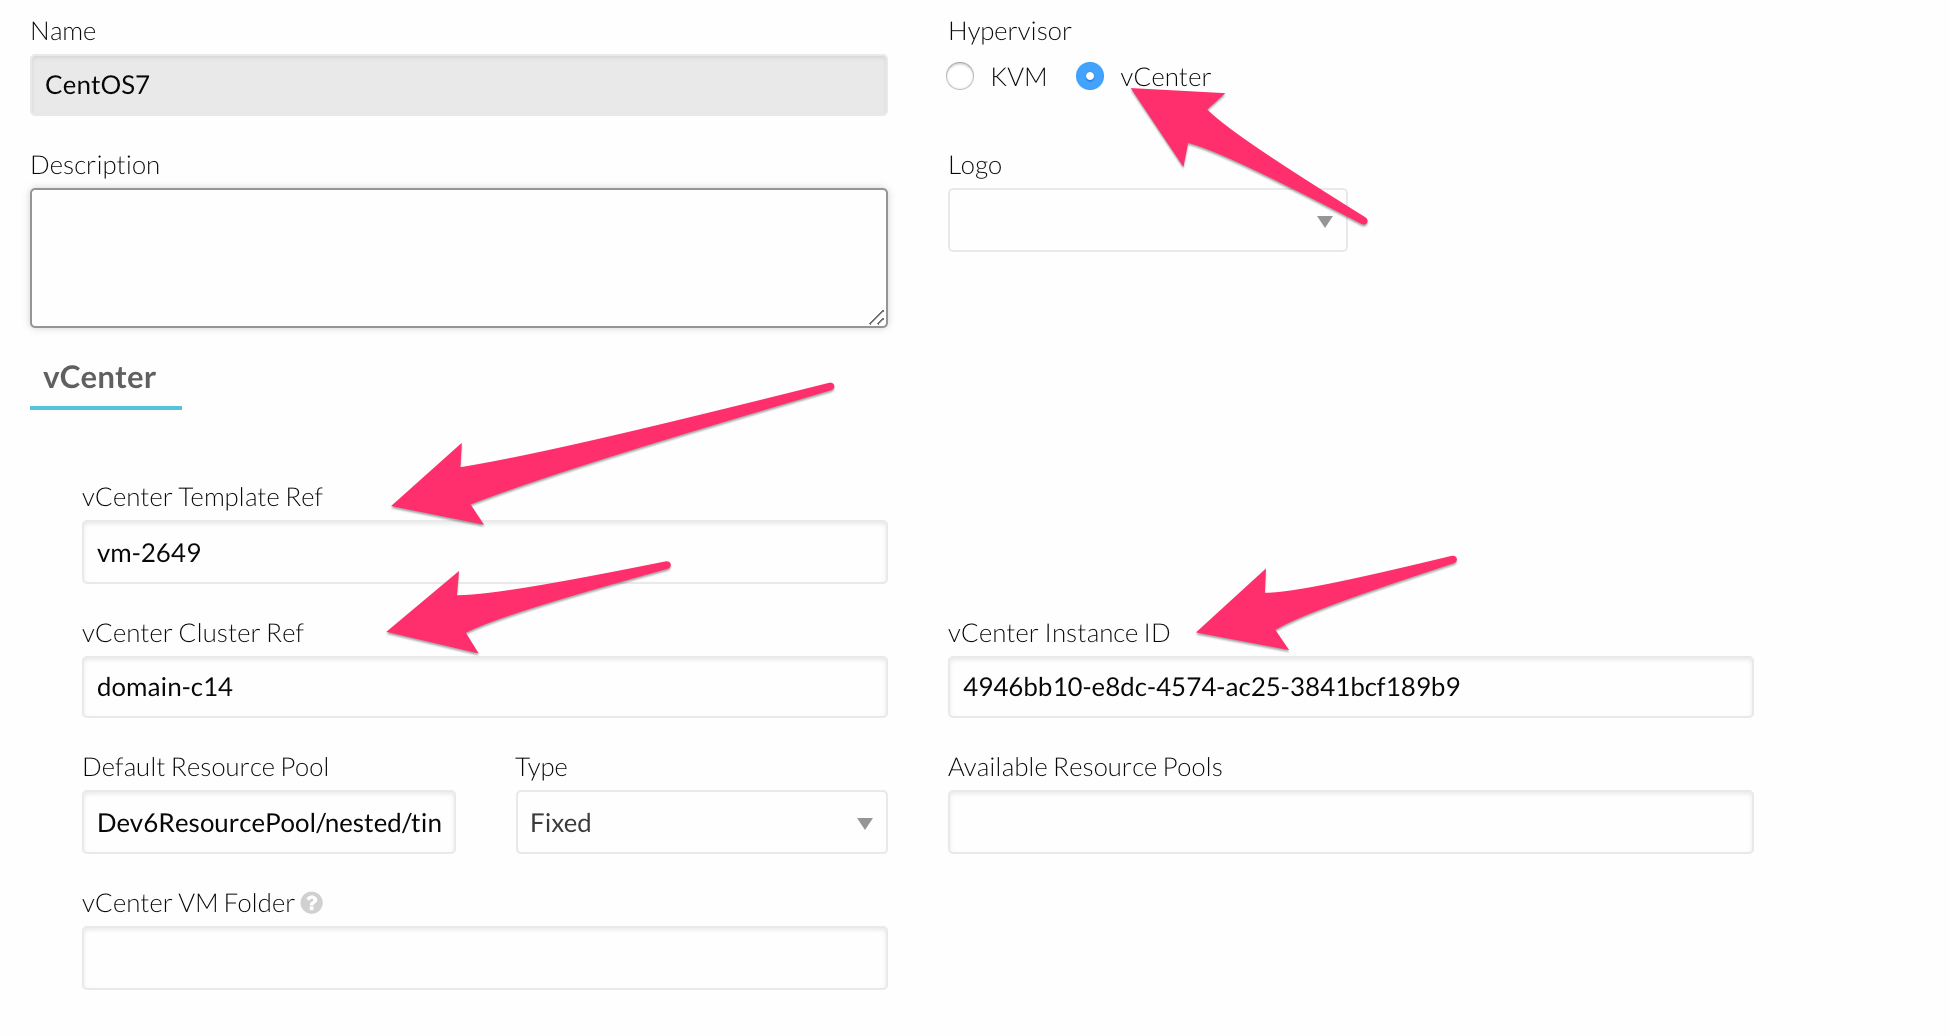 Name
Hypervisor
CentOS7
KVM
vCenter
Description
Logo
vCenter
vCenter Template Ref
vm-2649
vCenter Cluster Ref
vCenter Instance ID
domain-c14
4946bb10-e8dc-4574-ac25-3841bcf189b9
Default Resource Pool
Type
Available Resource Pools
Dev6ResourcePool/nested/tin
Fixed
vCenter VM Folder ?